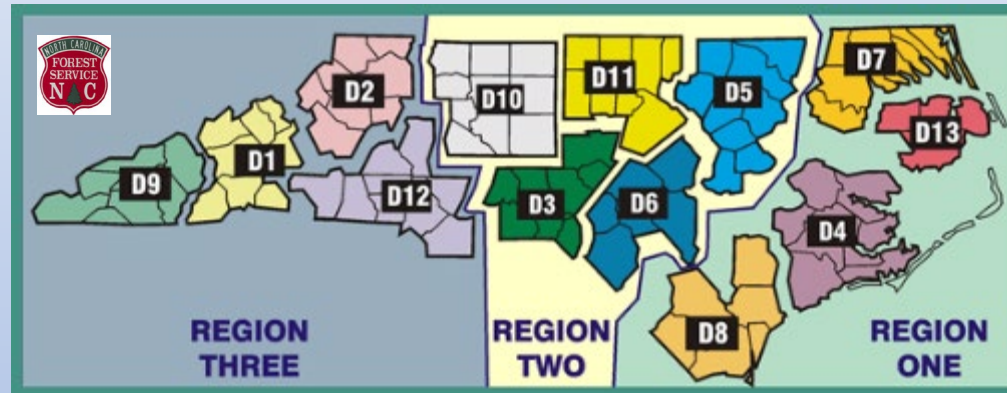 NORTH CAROLINA
FOREST
SERVICE
N C
D2
D10
D11
D5
D7
D13
D9
D1
D12
D3
D6
D4
D8
REGION
THREE
REGION
TWO
REGION
ONE